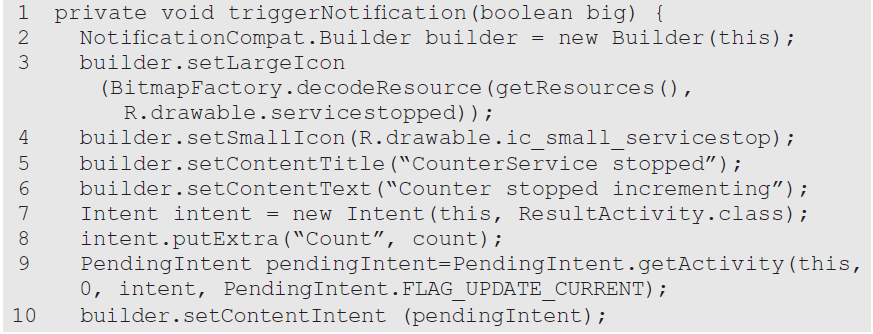 1 private void triggerNotification(boolean big) {
2 NotificationCompat.Builder builder = new Builder(this);
3 builder.setLargeIcon
(BitmapFactory.decodeResource(getResources(),
R.drawable.servicestopped));
4 builder.setSmallIcon(R.drawable.ic_small_servicestop);
5 builder.setContentTitle(“CounterService stopped”);
6 builder.setContentText(“Counter stopped incrementing”);
7 Intent intent = new Intent(this, ResultActivity.class);
8 intent.putExtra(“Count”, count);
9 PendingIntent pendingIntent=PendingIntent.getActivity(this,
0, intent, PendingIntent.FLAG_UPDATE_CURRENT);
10 builder.setContentIntent (pendingIntent);